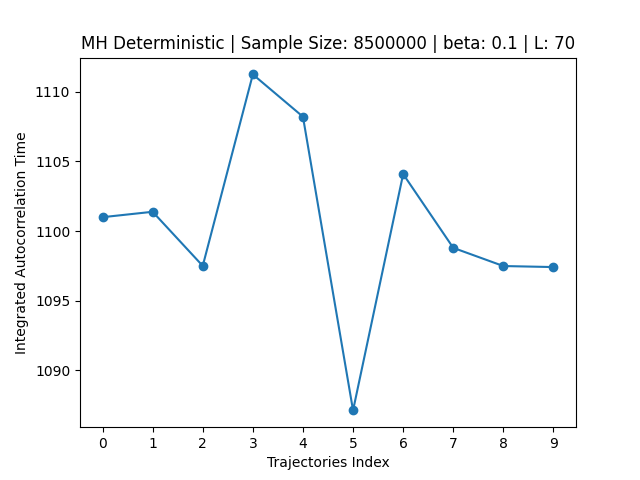 MH Deterministic | Sample Size: 8500000 | beta: 0.1 | L: 70
Integrated Autocorrelation Time
1110
1105
1100
1095
1090
0 1 2 3 4 5 6 7 8 9
Trajectories Index